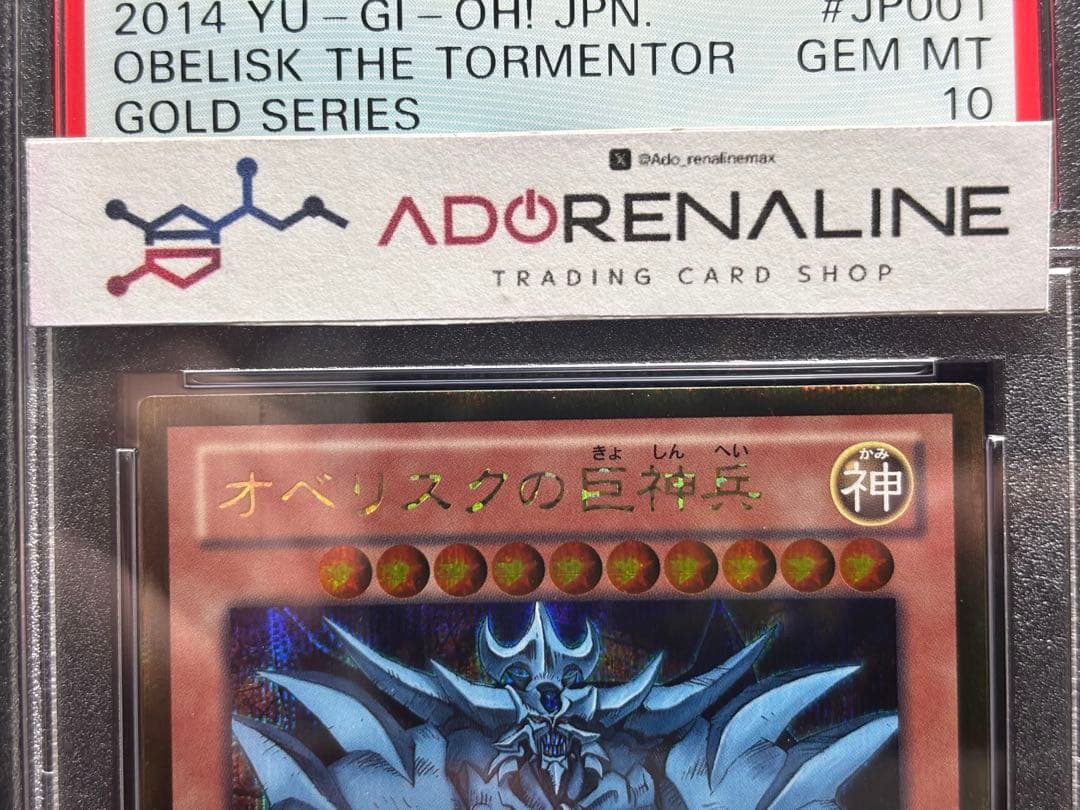 2014 YU-GI-OH! JPN. #JP001
OBELISK THE TORMENTOR GEM MT
GOLD SERIES 10
X @Ado_renalinemax
ADORENALINE
TRADING CARD SHOP
きょ しん へい かみ
オベリスクの巨神兵 神